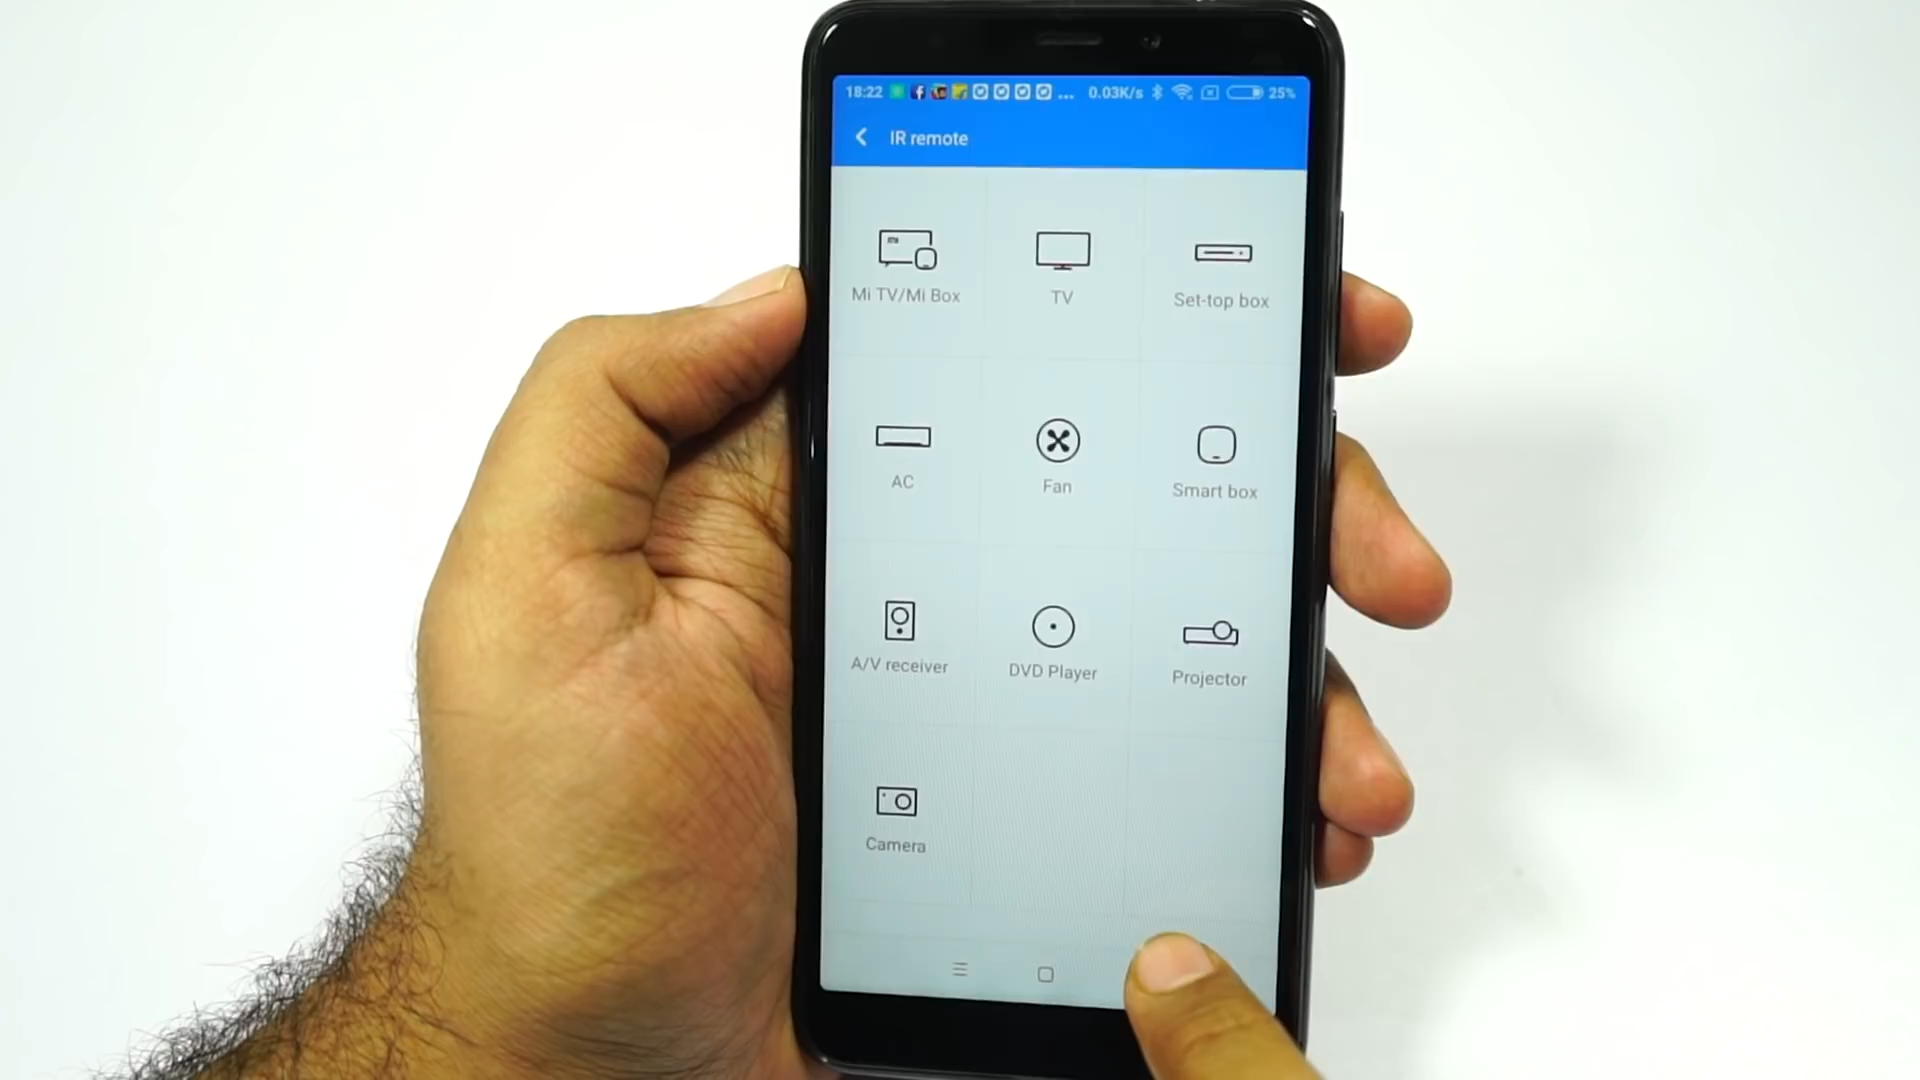 18:22 ... 0.03K/s 25%
IR remote
Mi TV/Mi Box
TV
Set-top box
AC
Fan
Smart box
A/V receiver
DVD Player
Projector
Camera